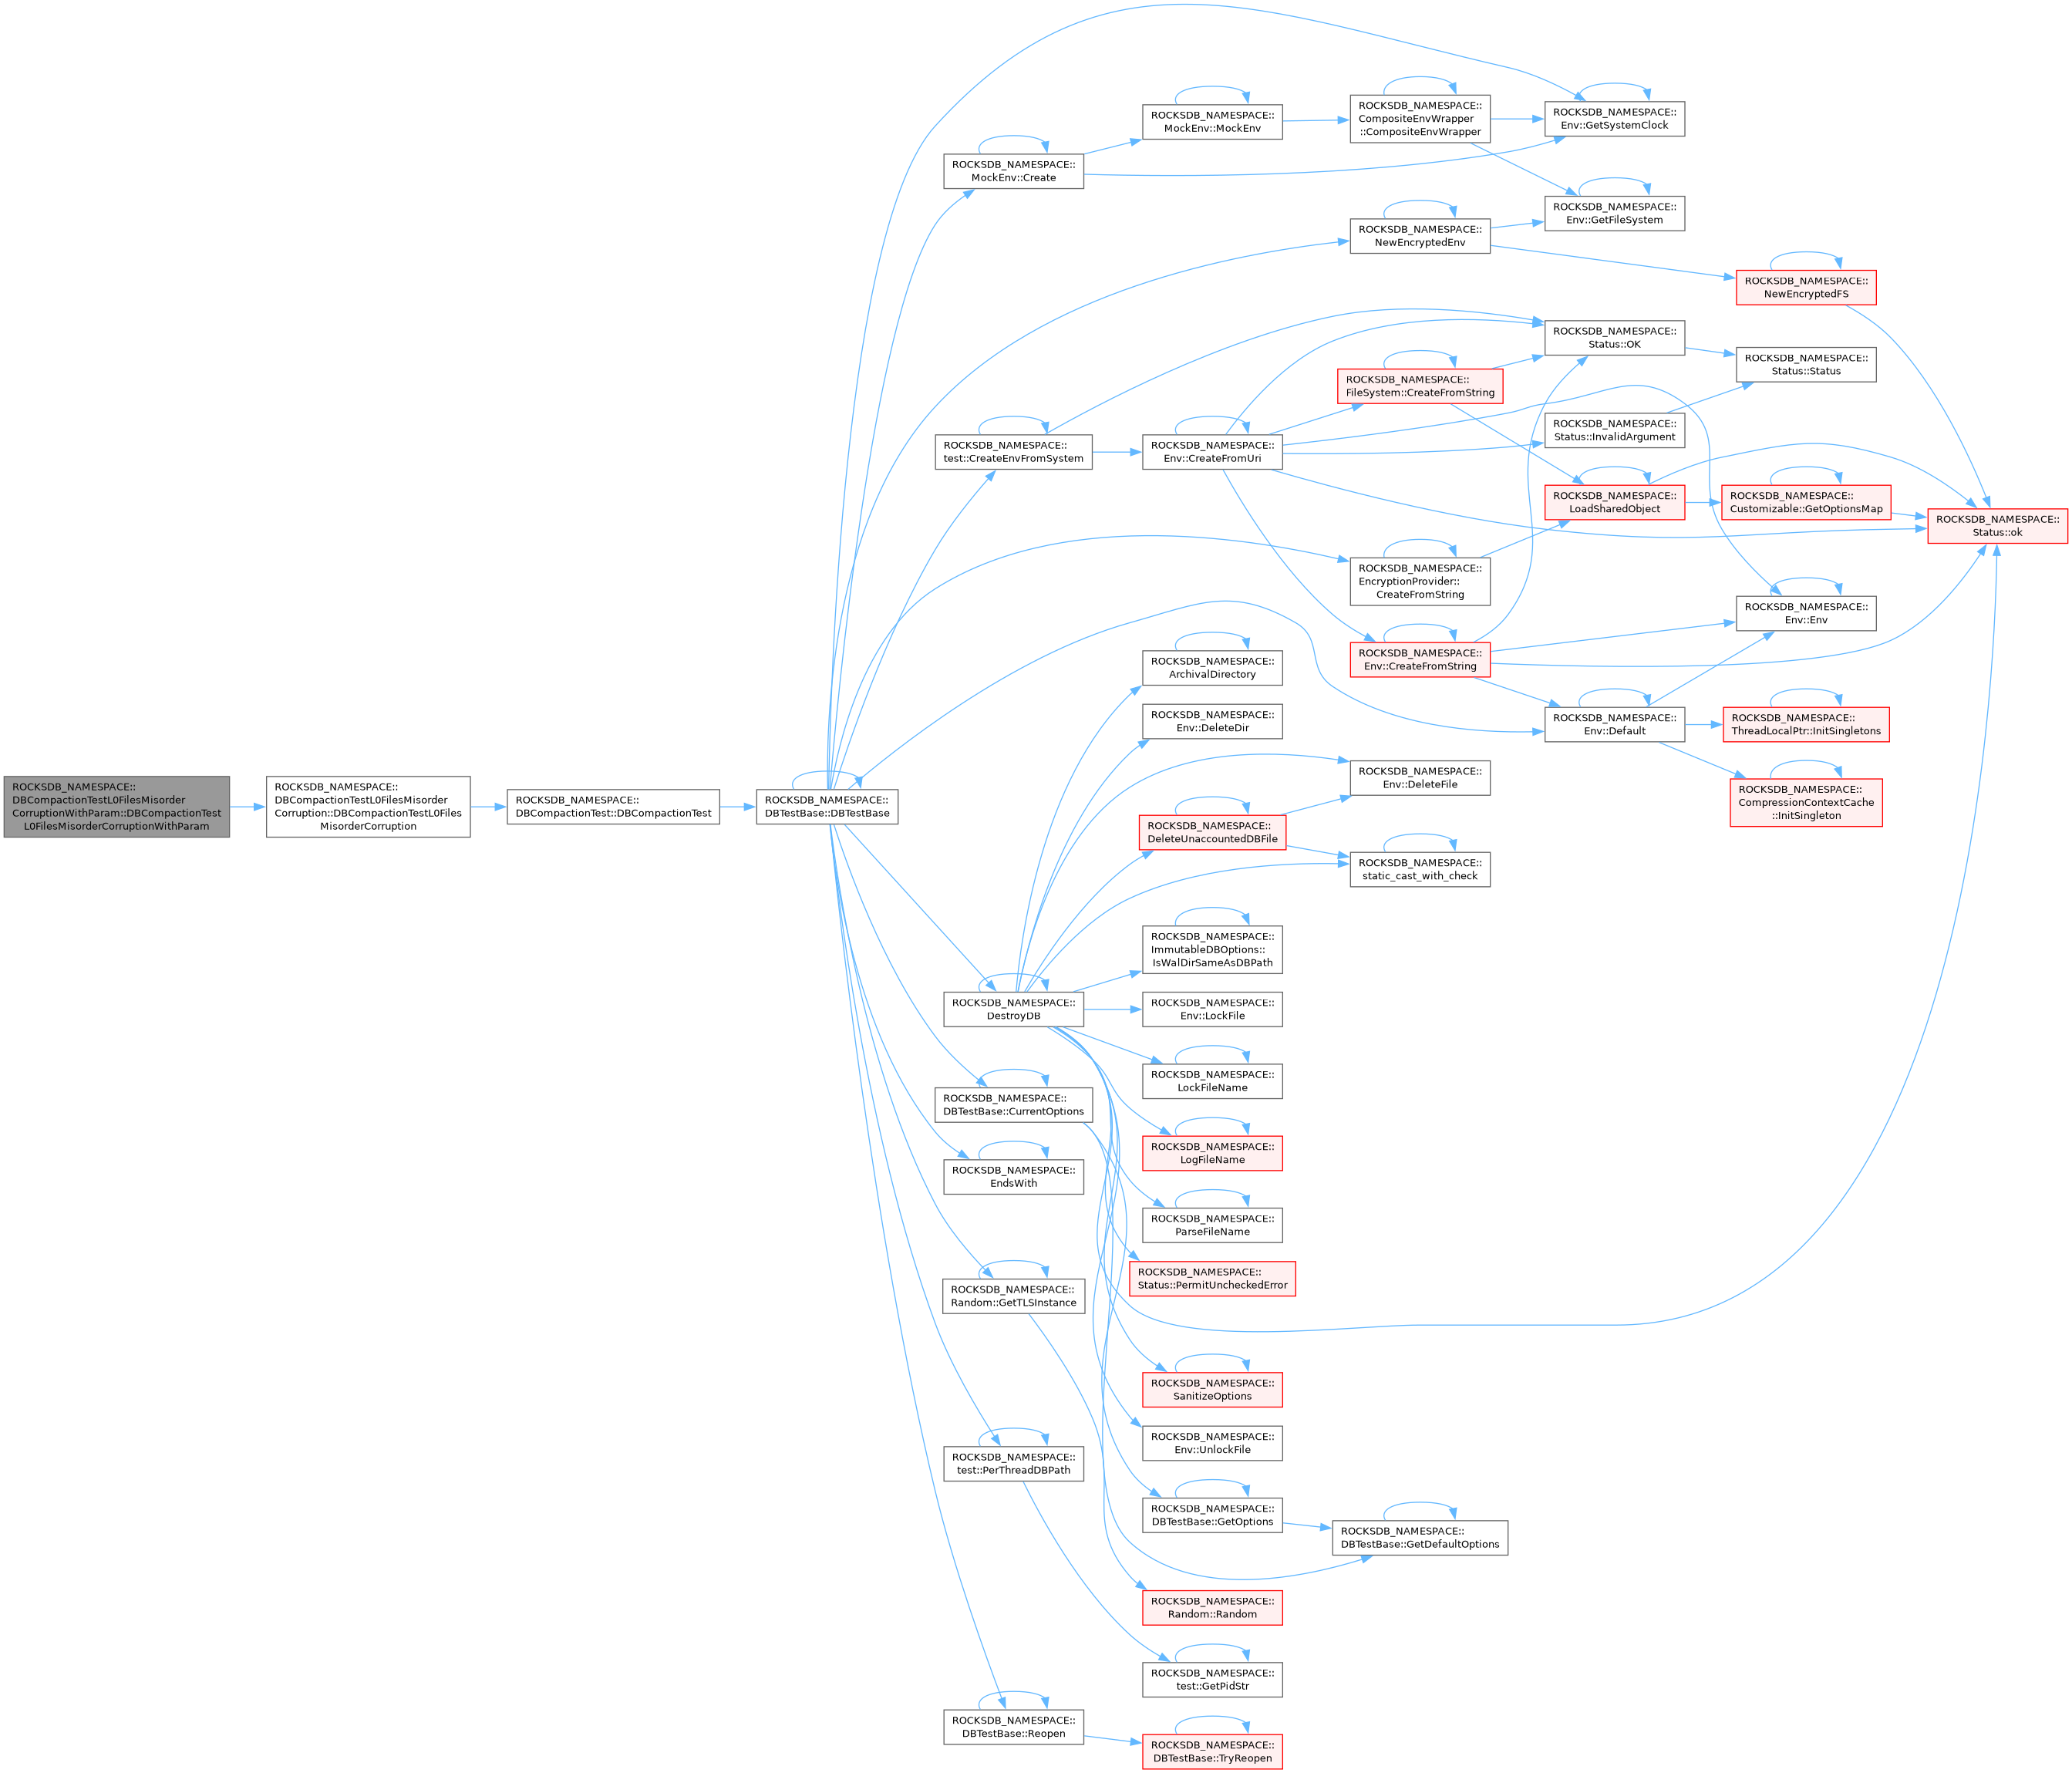 ROCKSDB_NAMESPACE::
DBCompactionTestL0FilesMisorder
CorruptionWithParam::DBCompactionTest
L0FilesMisorderCorruptionWithParam
ROCKSDB_NAMESPACE::
DBCompactionTestL0FilesMisorder
Corruption::DBCompactionTestL0Files
MisorderCorruption
ROCKSDB_NAMESPACE::
DBCompactionTest::DBCompactionTest
ROCKSDB_NAMESPACE::
DBTestBase::DBTestBase
ROCKSDB_NAMESPACE::
MockEnv::Create
ROCKSDB_NAMESPACE::
test::CreateEnvFromSystem
ROCKSDB_NAMESPACE::
DestroyDB
ROCKSDB_NAMESPACE::
DBTestBase::CurrentOptions
ROCKSDB_NAMESPACE::
EndsWith
ROCKSDB_NAMESPACE::
Random::GetTLSInstance
ROCKSDB_NAMESPACE::
test::PerThreadDBPath
ROCKSDB_NAMESPACE::
DBTestBase::Reopen
ROCKSDB_NAMESPACE::
MockEnv::MockEnv
ROCKSDB_NAMESPACE::
Env::CreateFromUri
ROCKSDB_NAMESPACE::
ArchivalDirectory
ROCKSDB_NAMESPACE::
Env::DeleteDir
ROCKSDB_NAMESPACE::
DeleteUnaccountedDBFile
ROCKSDB_NAMESPACE::
ImmutableDBOptions::
IsWalDirSameAsDBPath
ROCKSDB_NAMESPACE::
Env::LockFile
ROCKSDB_NAMESPACE::
LockFileName
ROCKSDB_NAMESPACE::
LogFileName
ROCKSDB_NAMESPACE::
ParseFileName
ROCKSDB_NAMESPACE::
Status::PermitUncheckedError
ROCKSDB_NAMESPACE::
SanitizeOptions
ROCKSDB_NAMESPACE::
Env::UnlockFile
ROCKSDB_NAMESPACE::
DBTestBase::GetOptions
ROCKSDB_NAMESPACE::
Random::Random
ROCKSDB_NAMESPACE::
test::GetPidStr
ROCKSDB_NAMESPACE::
DBTestBase::TryReopen
ROCKSDB_NAMESPACE::
CompositeEnvWrapper
::CompositeEnvWrapper
ROCKSDB_NAMESPACE::
NewEncryptedEnv
ROCKSDB_NAMESPACE::
FileSystem::CreateFromString
ROCKSDB_NAMESPACE::
EncryptionProvider::
CreateFromString
ROCKSDB_NAMESPACE::
Env::CreateFromString
ROCKSDB_NAMESPACE::
Env::DeleteFile
ROCKSDB_NAMESPACE::
static_cast_with_check
ROCKSDB_NAMESPACE::
DBTestBase::GetDefaultOptions
ROCKSDB_NAMESPACE::
Env::GetSystemClock
ROCKSDB_NAMESPACE::
Env::GetFileSystem
ROCKSDB_NAMESPACE::
Status::OK
ROCKSDB_NAMESPACE::
Status::InvalidArgument
ROCKSDB_NAMESPACE::
LoadSharedObject
ROCKSDB_NAMESPACE::
Env::Default
ROCKSDB_NAMESPACE::
NewEncryptedFS
ROCKSDB_NAMESPACE::
Status::Status
ROCKSDB_NAMESPACE::
Customizable::GetOptionsMap
ROCKSDB_NAMESPACE::
Env::Env
ROCKSDB_NAMESPACE::
ThreadLocalPtr::InitSingletons
ROCKSDB_NAMESPACE::
CompressionContextCache
::InitSingleton
ROCKSDB_NAMESPACE::
Status::ok